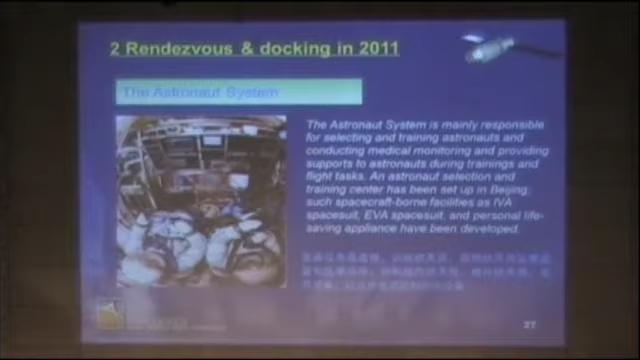 2 Rendezvous & docking in 2011
The Astronaut System
The Astronaut System is mainly responsible
for selecting and training astronauts and
conducting medical monitoring and providing
supports to astronauts during trainings and
flight tasks. An astronaut selection and
training center has been set up in Beijing;
such spacecraft-borne facilities as IVA
spacesuit, EVA spacesuit, and personal life-
saving appliance have been developed.
27